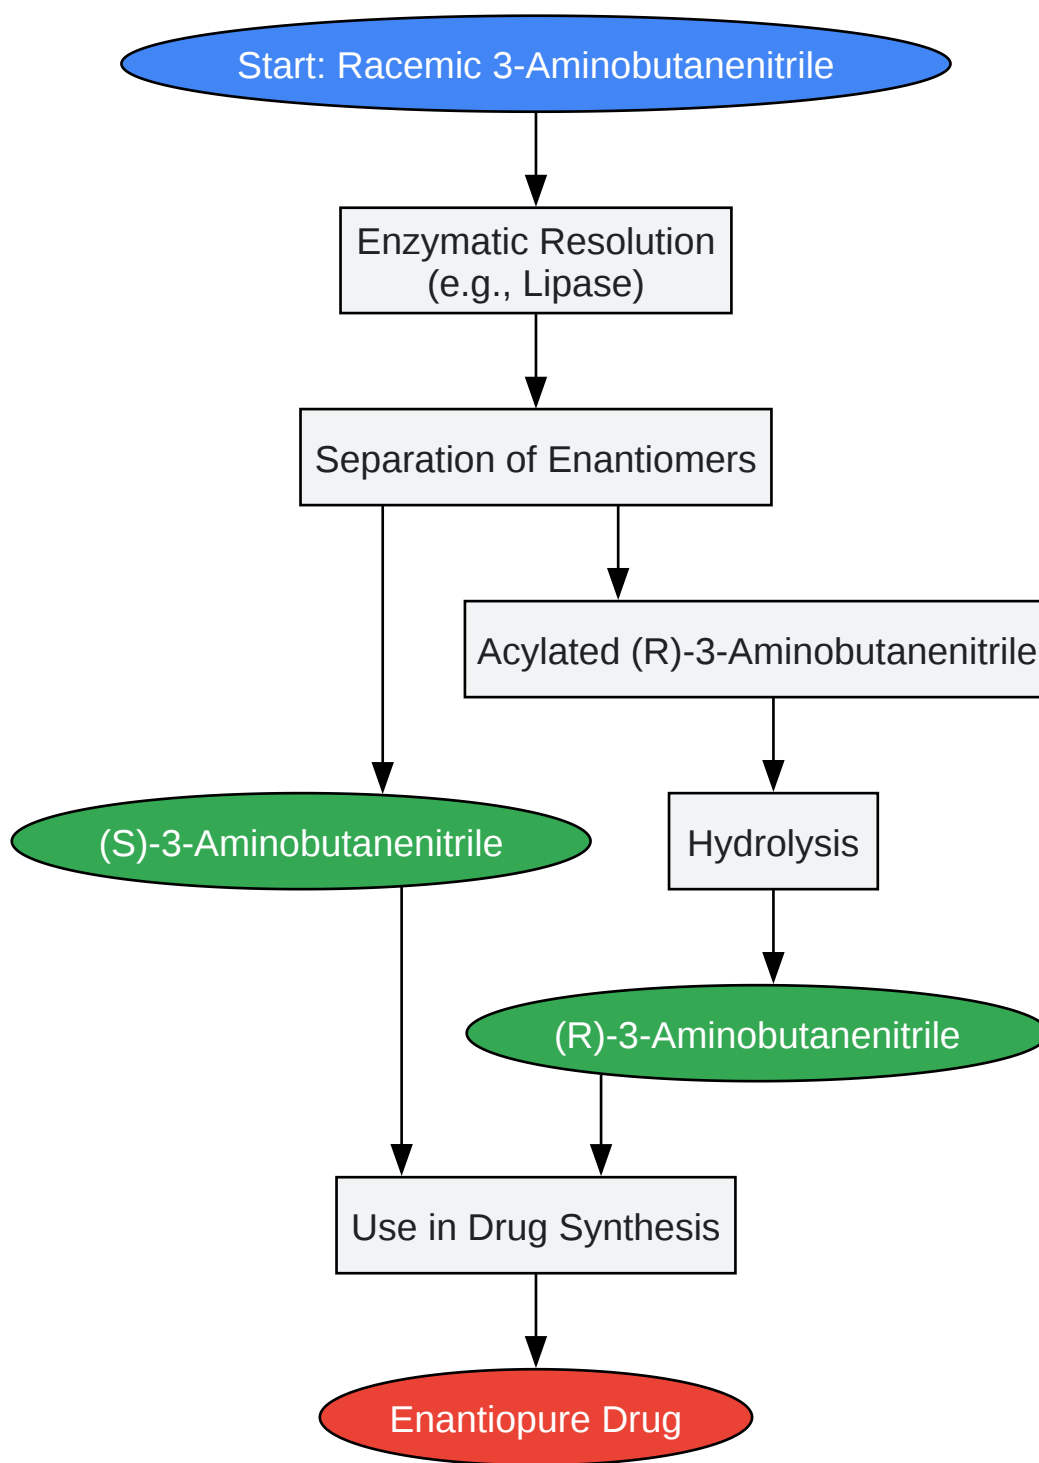 Start: Racemic 3-Aminobutanenitrile
Enzymatic Resolution
(e.g., Lipase)
Separation of Enantiomers
Acylated (R)-3-Aminobutanenitrile
(S)-3-Aminobutanenitrile
Hydrolysis
(R)-3-Aminobutanenitrile
Use in Drug Synthesis
Enantiopure Drug